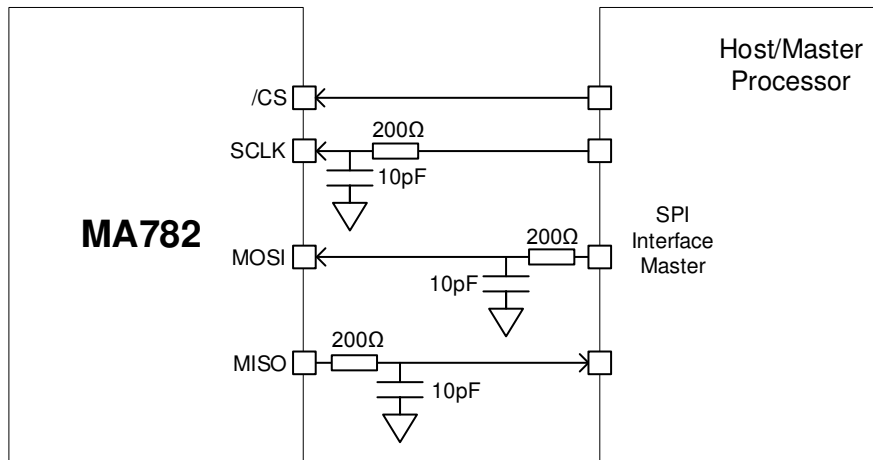 Host/Master
Processor
/CS
200Ω
SCLK
10pF
MA782
SPI
Interface
Master
200Ω
MOSI
10pF
200Ω
MISO
10pF